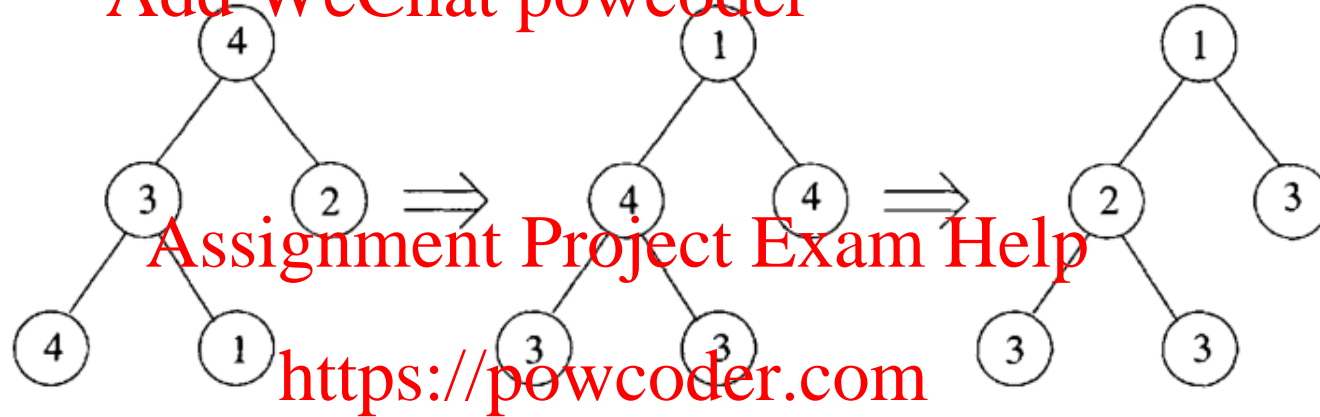 Add WeChat powcoder
4 1 1
3 2 4 4 2 3
Assignment Project Exam Help
4 1 3 3 3 3
https://powcoder.com